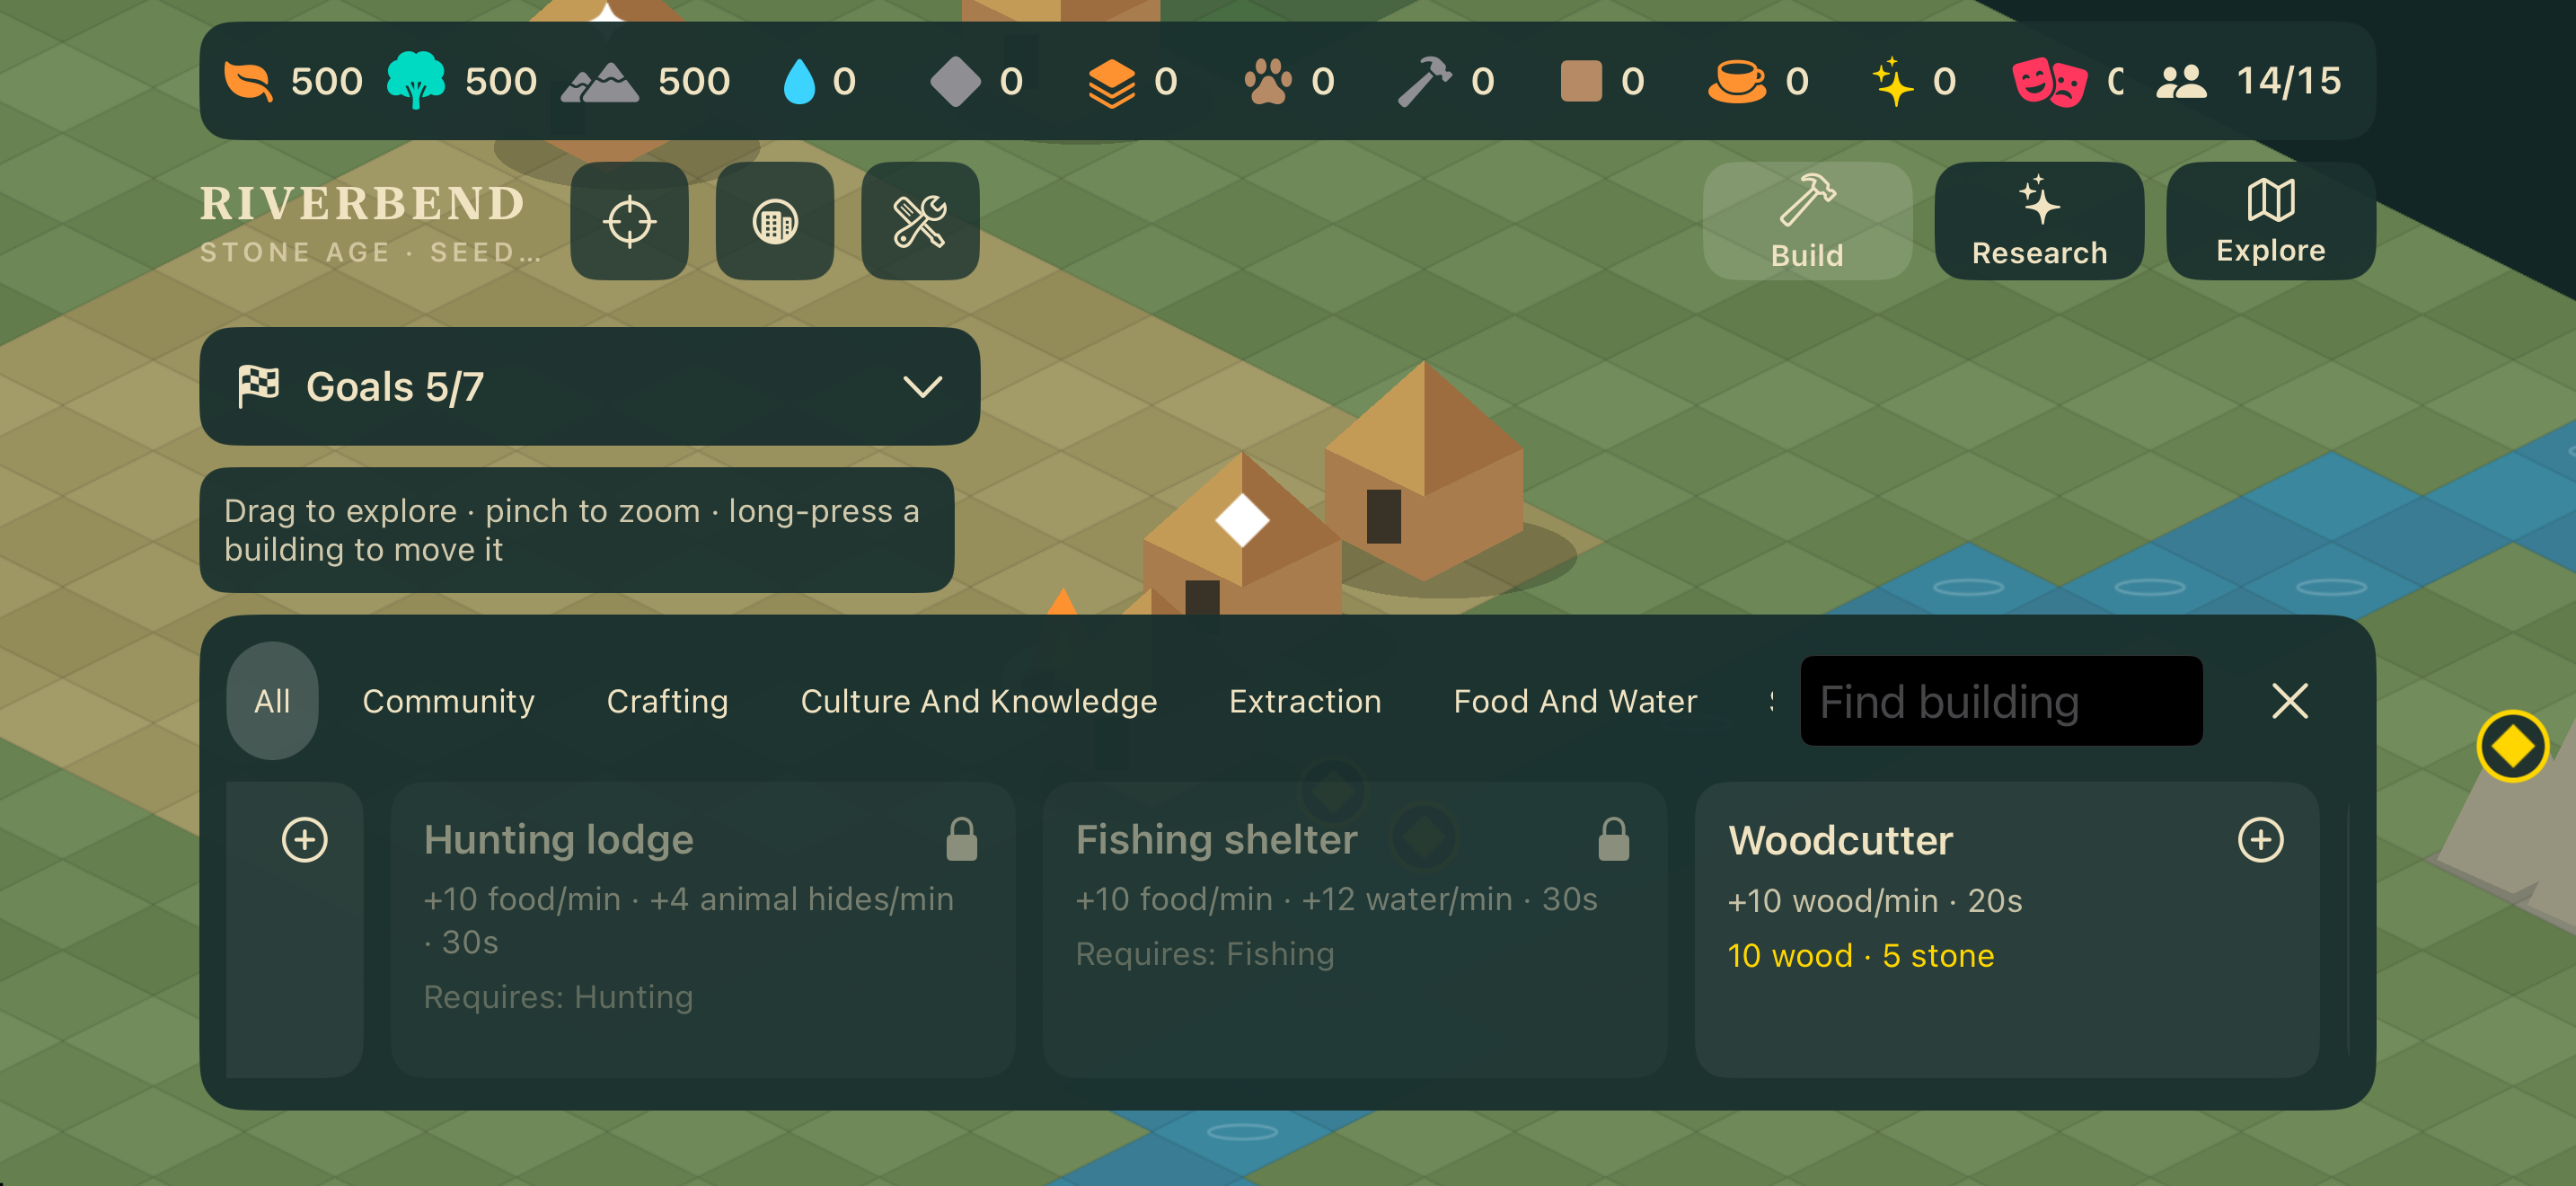 500 500 500 0 0 0 0 0 0 0 0 14/15
RIVERBEND
STONE AGE · SEED…
Build
Research
Explore
Goals 5/7
Drag to explore · pinch to zoom · long-press a
building to move it
All Community Crafting Culture And Knowledge Extraction Food And Water Find building
Hunting lodge
+10 food/min · +4 animal hides/min
· 30s
Requires: Hunting
Fishing shelter
+10 food/min · +12 water/min · 30s
Requires: Fishing
Woodcutter
+10 wood/min · 20s
10 wood · 5 stone